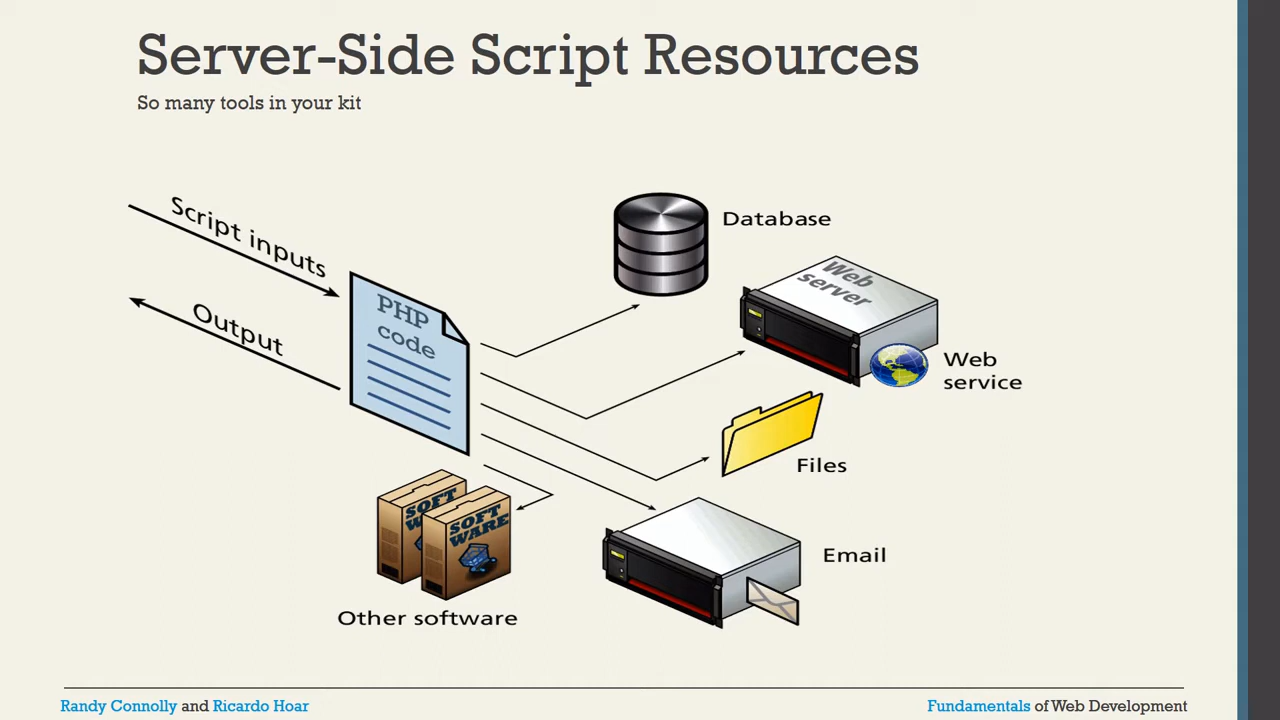 Server-Side Script Resources
So many tools in your kit
Script inputs
Output
PHP
code
Database
Web
server
Web
service
Files
SOFT
WARE
SOFT
W
Email
Other software
Randy Connolly and Ricardo Hoar
Fundamentals of Web Development